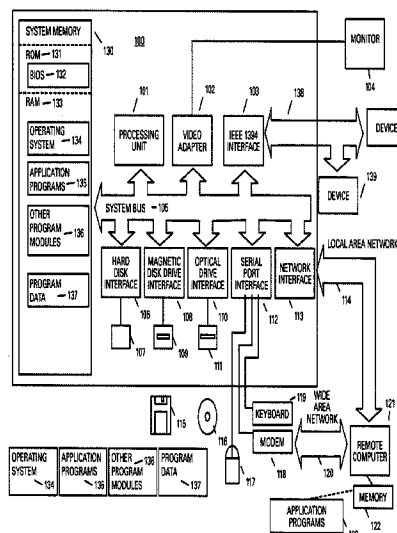 SYSTEM MEMORY
130
100
ROM 131
BIOS 132
RAM 133
OPERATING
SYSTEM 134
APPLICATION
PROGRAMS 135
OTHER
PROGRAM
MODULES
136
PROGRAM
DATA 137
101
PROCESSING
UNIT
102
VIDEO
ADAPTER
103
IEEE 1394
INTERFACE
138
MONITOR
104
DEVICE
DEVICE
139
SYSTEM BUS 106
LOCAL AREA NETWORK
114
HARD
DISK
INTERFACE
MAGNETIC
DISK DRIVE
INTERFACE
OPTICAL
DRIVE
INTERFACE
SERIAL
PORT
INTERFACE
NETWORK
INTERFACE
108
110
112
113
107
109
111
115
116
117
119
KEYBOARD
MODEM
118
WIDE
AREA
NETWORK
120
121
REMOTE
COMPUTER
MEMORY
122
OPERATING
SYSTEM
134
APPLICATION
PROGRAMS
OTHER
PROGRAM
MODULES
136
PROGRAM
DATA
137
APPLICATION
PROGRAMS